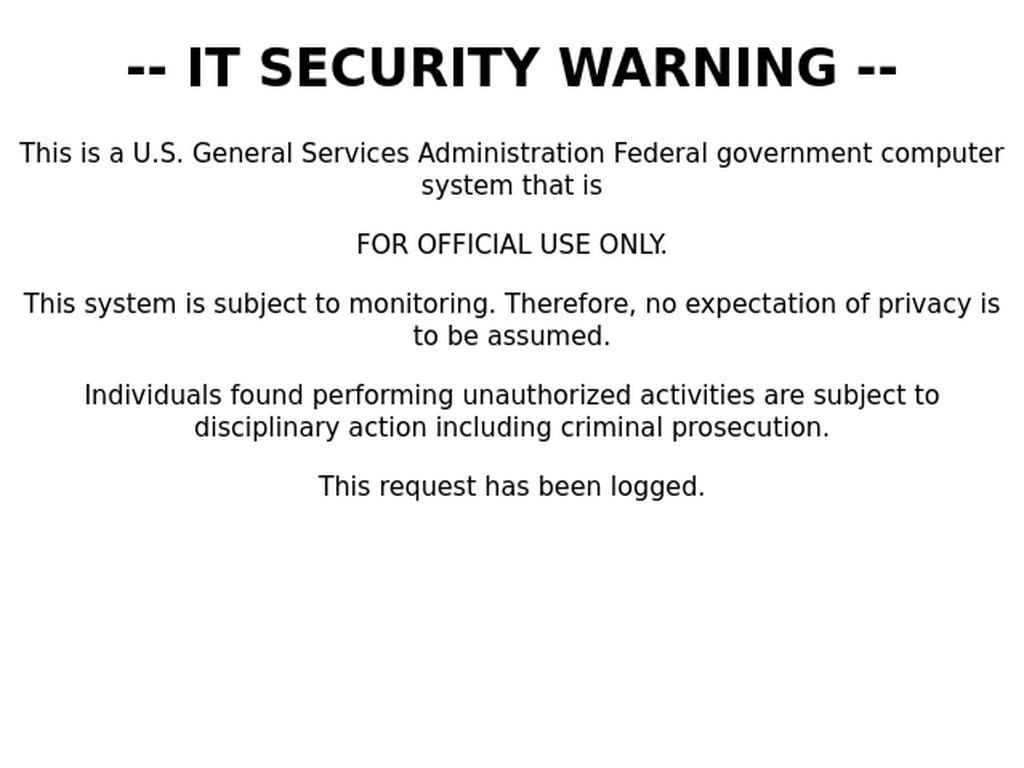 -- IT SECURITY WARNING --
This is a U.S. General Services Administration Federal government computer
system that is
FOR OFFICIAL USE ONLY.
This system is subject to monitoring. Therefore, no expectation of privacy is
to be assumed.
Individuals found performing unauthorized activities are subject to
disciplinary action including criminal prosecution.
This request has been logged.